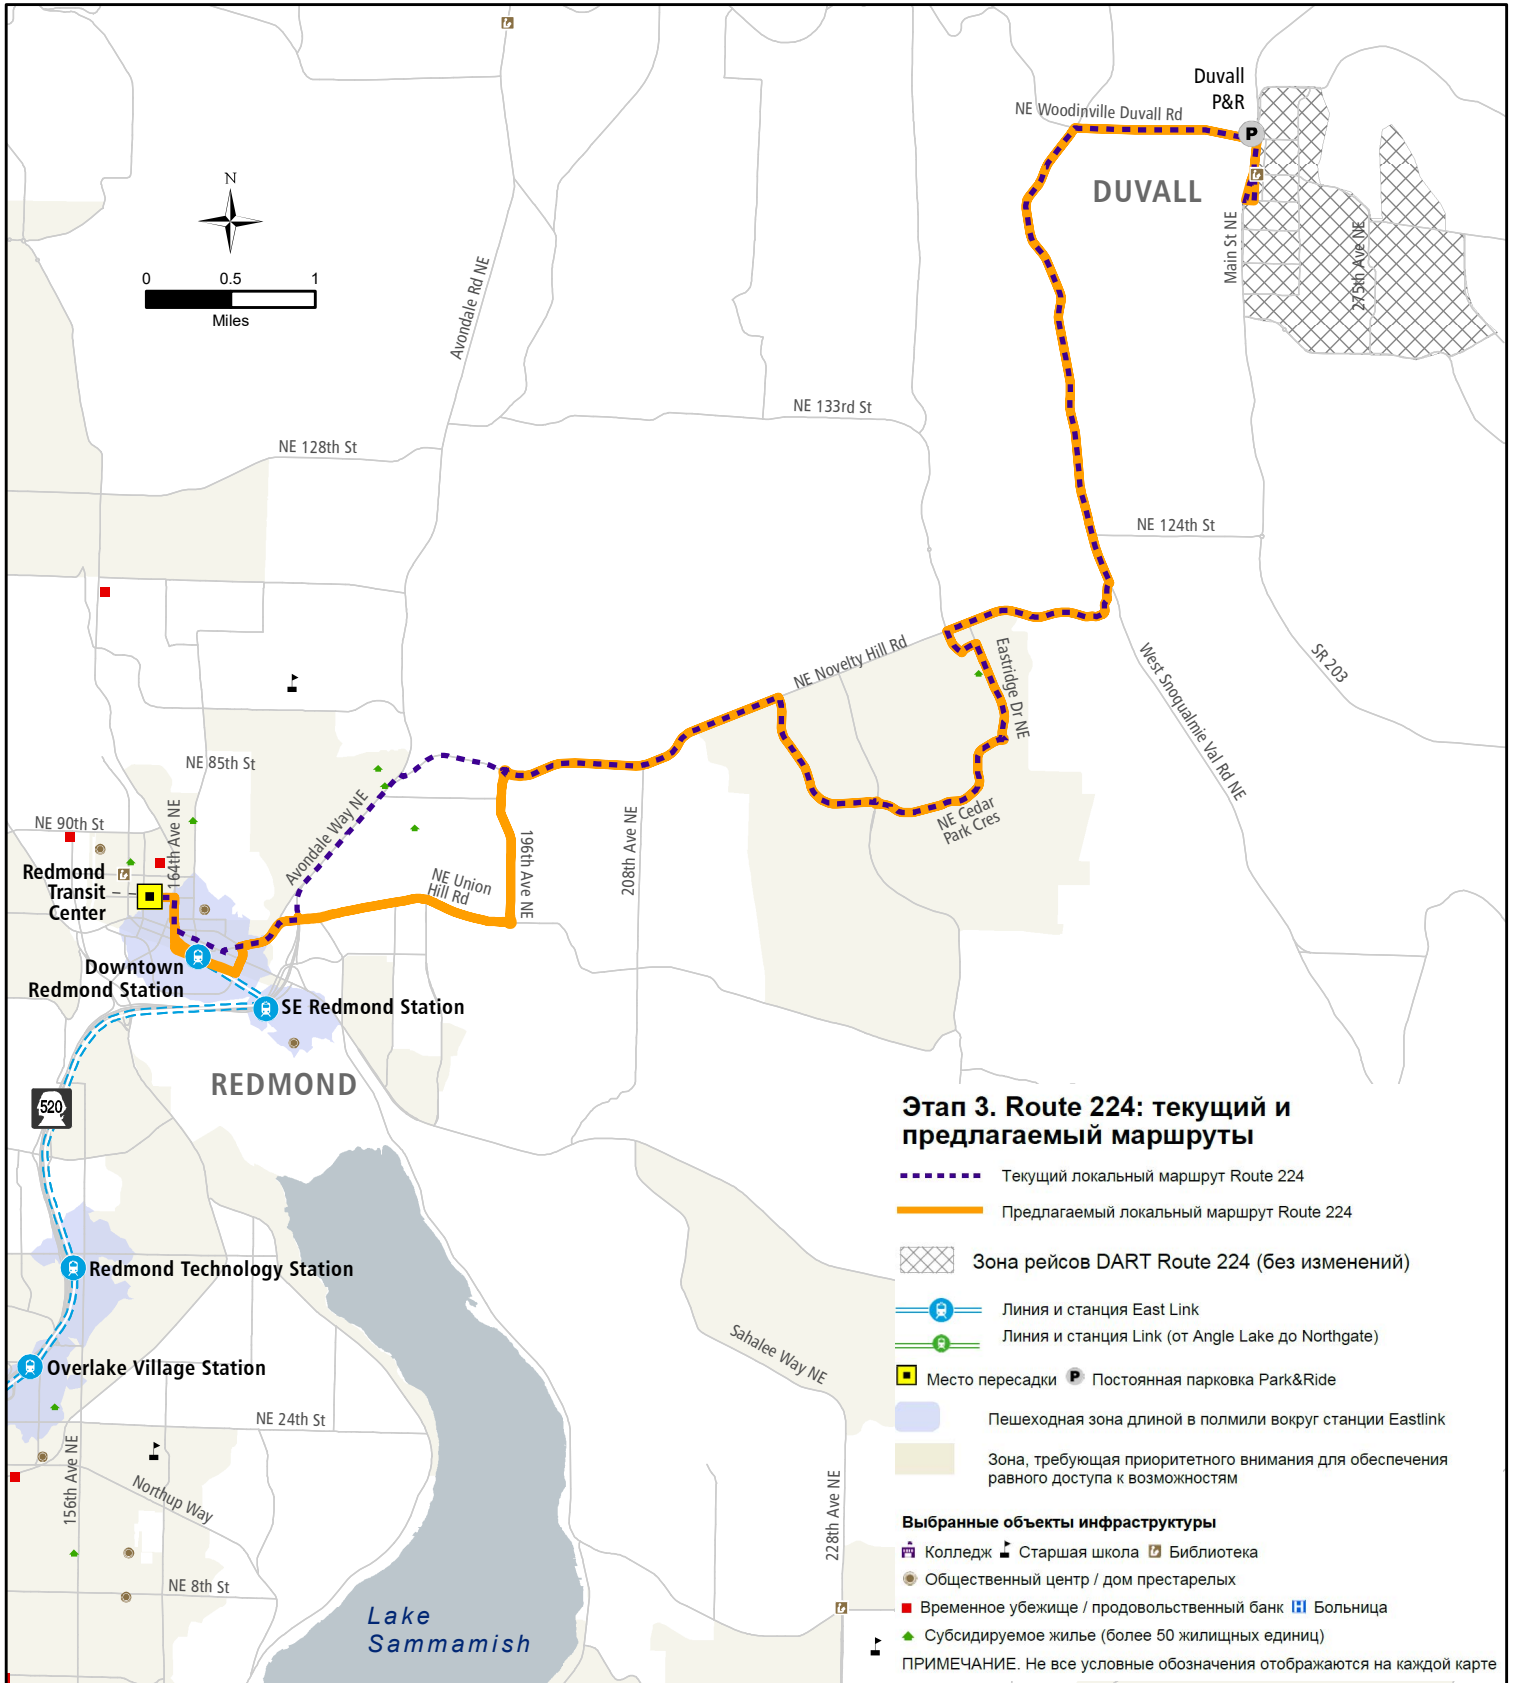 Duvall
P&R
NE Woodinville Duvall Rd
DUVALL
Main St NE
275th Ave NE
N
0 0.5 1
Miles
Avondale Rd NE
NE 133rd St
NE 128th St
NE 124th St
NE Novelty Hill Rd
Eastridge Dr NE
West Snoqualmie Val Rd NE
SR 203
NE 85th St
Avondale Way NE
NE 90th St
164th Ave NE
NE Cedar
Park Cres
208th Ave NE
196th Ave NE
NE Union
Hill Rd
Redmond
Transit
Center
Downtown
Redmond Station
SE Redmond Station
REDMOND
520
Redmond Technology Station
Overlake Village Station
Sahalee Way NE
NE 24th St
156th Ave NE
Northup Way
228th Ave NE
NE 8th St
Lake
Sammamish
Этап 3. Route 224: текущий и
предлагаемый маршруты
Текущий локальный маршрут Route 224
Предлагаемый локальный маршрут Route 224
Зона рейсов DART Route 224 (без изменений)
Линия и станция East Link
Линия и станция Link (от Angle Lake до Northgate)
Место пересадки P Постоянная парковка Park&Ride
Пешеходная зона длиной в полмили вокруг станции Eastlink
Зона, требующая приоритетного внимания для обеспечения
равного доступа к возможностям
Выбранные объекты инфраструктуры
Колледж Старшая школа Библиотека
Общественный центр / дом престарелых
Временное убежище / продовольственный банк H Больница
Субсидируемое жилье (более 50 жилищных единиц)
ПРИМЕЧАНИЕ. Не все условные обозначения отображаются на каждой карте
P